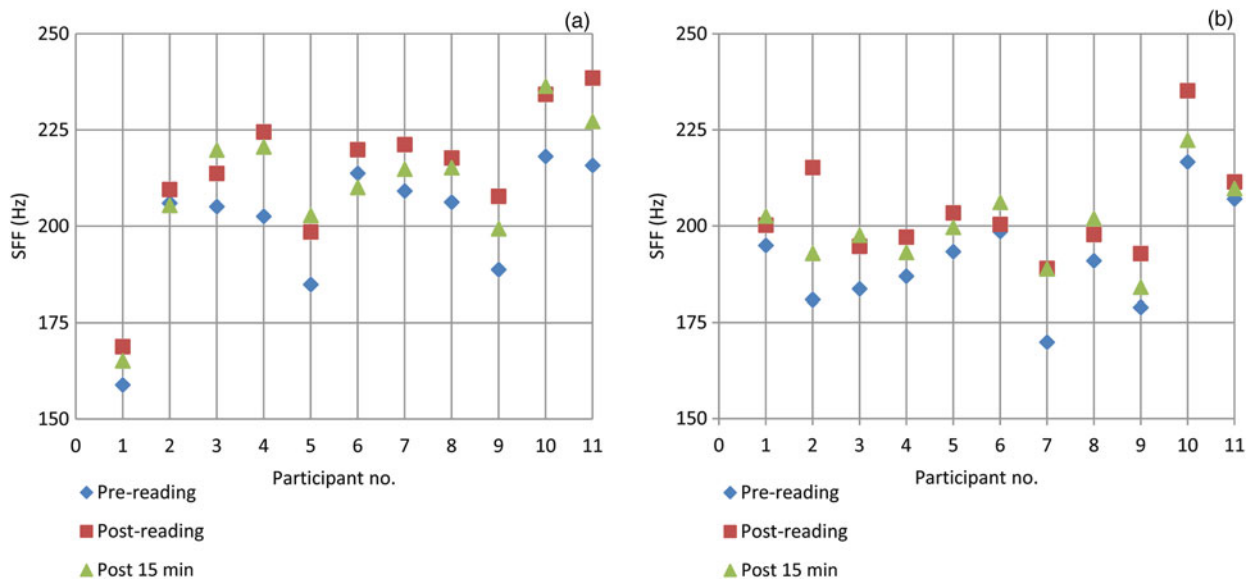 (a)
250
225
200
175
150
SFF (Hz)
0 1 2 3 4 5 6 7 8 9 10 11
Participant no.
Pre-reading
Post-reading
Post 15 min
(b)
250
225
200
175
150
SFF (Hz)
0 1 2 3 4 5 6 7 8 9 10 11
Participant no.
Pre-reading
Post-reading
Post 15 min